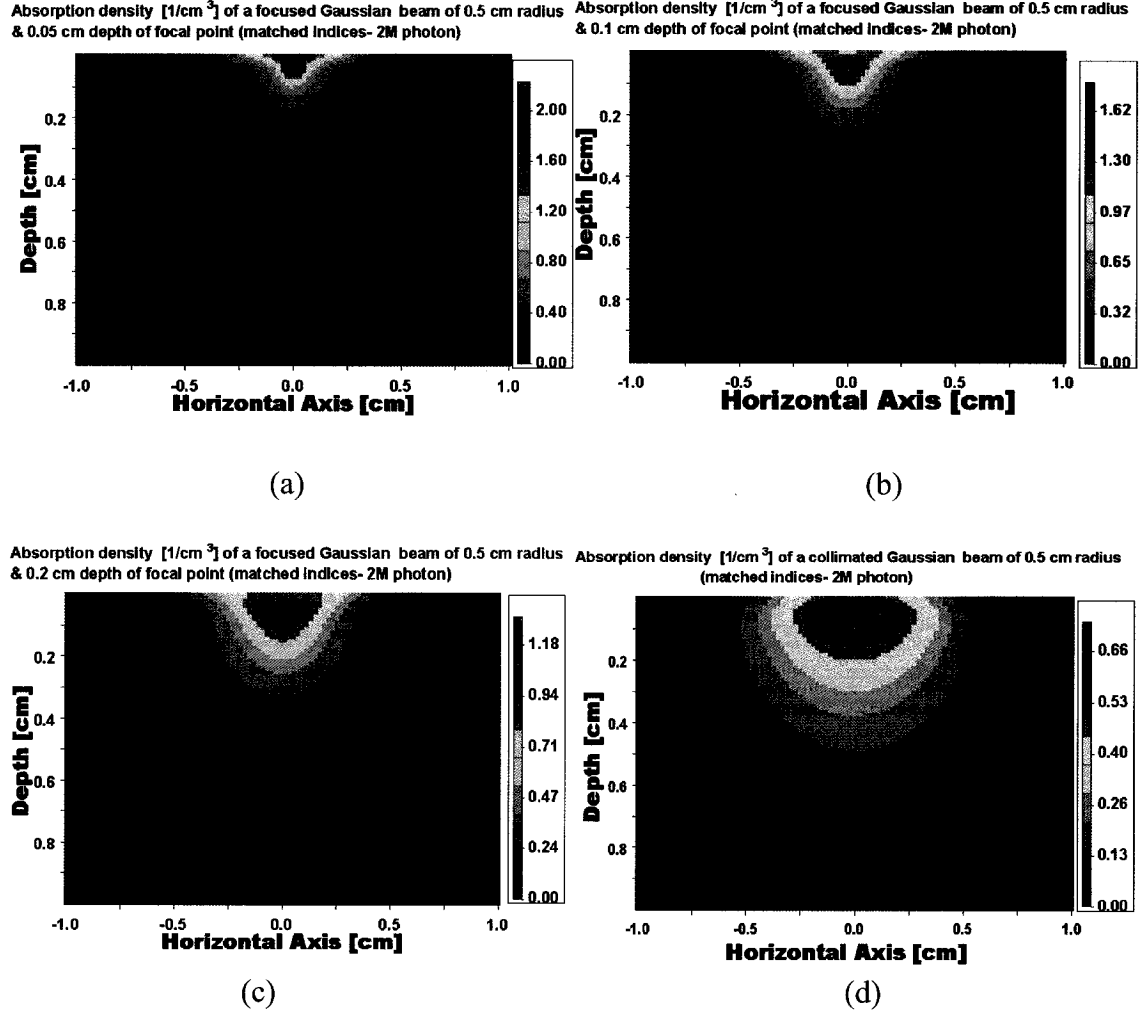 Absorption density [1/cm 3] of a focused Gaussian beam of 0.5 cm radius
& 0.05 cm depth of focal point (matched indices- 2M photon)
Depth [cm]
0.2
0.4
0.6
0.8
2.00
1.60
1.20
0.80
0.40
0.00
-1.0 -0.5 0.0 0.5 1.0
Horizontal Axis [cm]
(a)
Absorption density [1/cm 3] of a focused Gaussian beam of 0.5 cm radius
& 0.1 cm depth of focal point (matched indices- 2M photon)
Depth [cm]
0.2
0.4
0.6
0.8
1.62
1.30
0.97
0.65
0.32
0.00
-1.0 -0.5 0.0 0.5 1.0
Horizontal Axis [cm]
(b)
Absorption density [1/cm 3] of a focused Gaussian beam of 0.5 cm radius
& 0.2 cm depth of focal point (matched indices- 2M photon)
Depth [cm]
0.2
0.4
0.6
0.8
1.18
0.94
0.71
0.47
0.24
0.00
-1.0 -0.5 0.0 0.5 1.0
Horizontal Axis [cm]
(c)
Absorption density [1/cm 3] of a collimated Gaussian beam of 0.5 cm radius
(matched indices- 2M photon)
Depth [cm]
0.2
0.4
0.6
0.8
0.66
0.53
0.40
0.26
0.13
0.00
-1.0 -0.5 0.0 0.5 1.0
Horizontal Axis [cm]
(d)